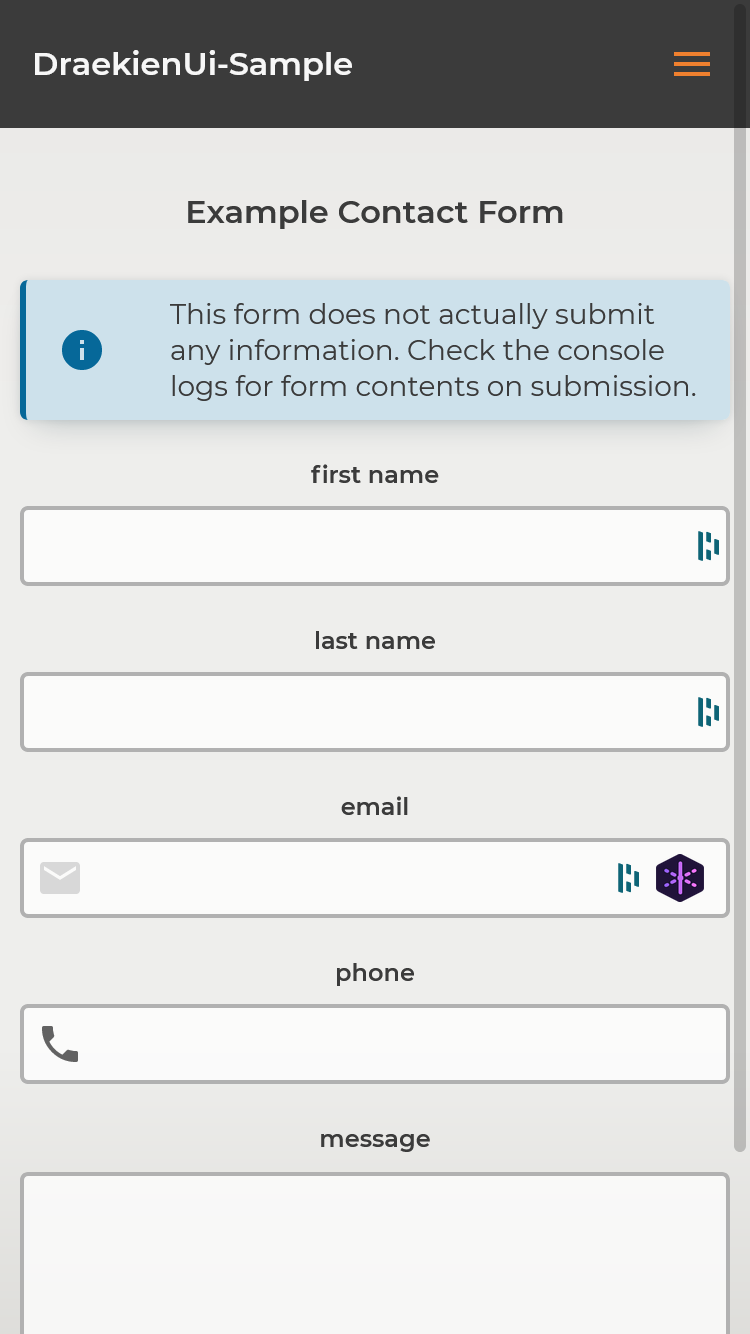 DraekienUi-Sample
Example Contact Form
This form does not actually submit
any information. Check the console
logs for form contents on submission.
first name
last name
email
phone
message